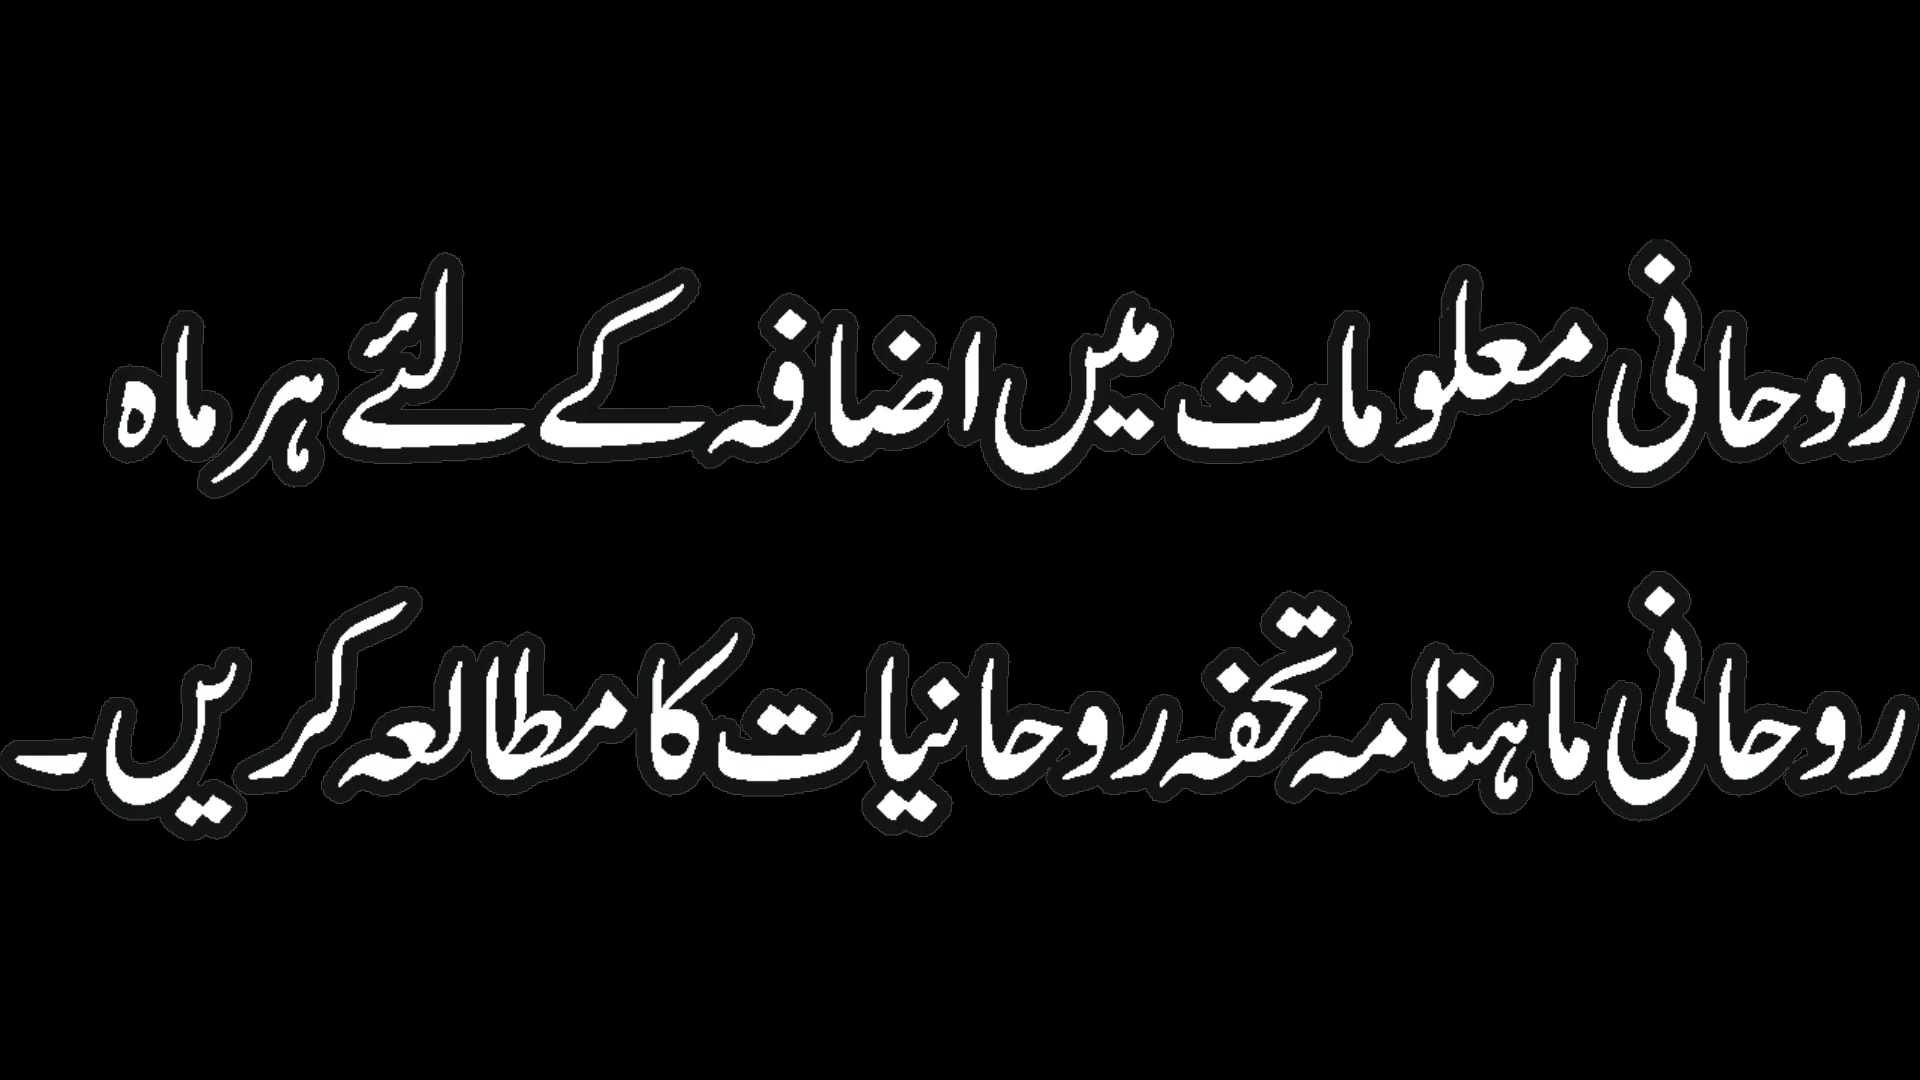 روحانی معلومات میں اضافہ کے لئے ہر ماہ
روحانی ماہنامہ تحفہ روحانیات کا مطالعہ کریں۔